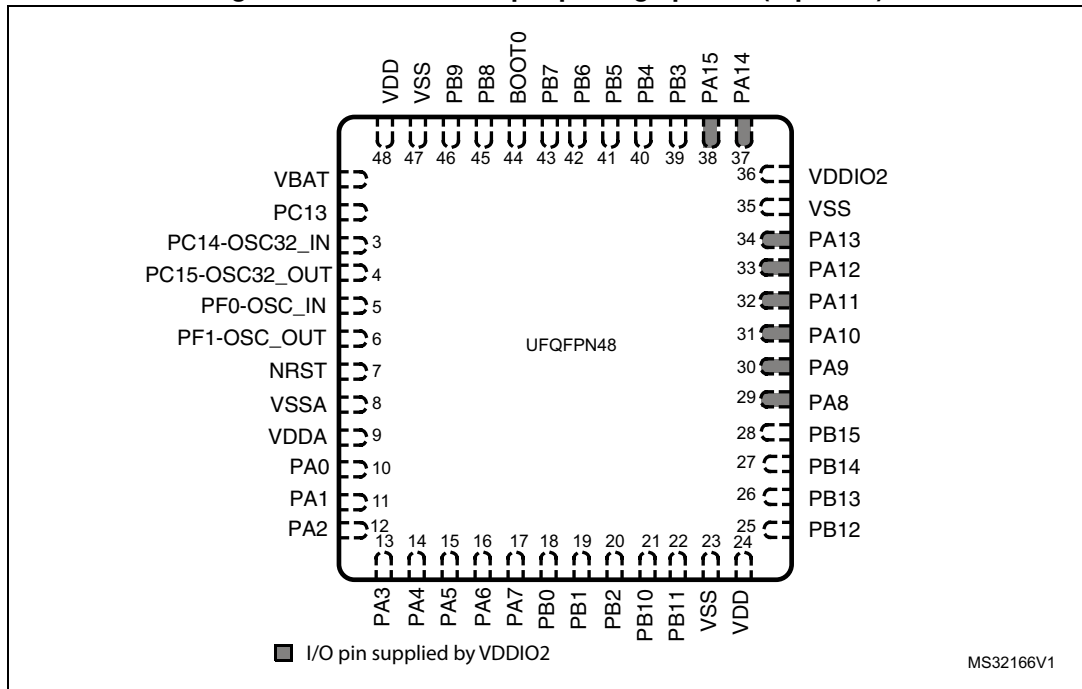 VDD
VSS
PB9
PB8
BOOT0
PB7
PB6
PB5
PB4
PB3
PA15
PA14
48 47 46 45 44 43 42 41 40 39 38 37
VBAT
PC13
PC14-OSC32_IN 3
PC15-OSC32_OUT 4
PF0-OSC_IN 5
PF1-OSC_OUT 6
NRST 7
VSSA 8
VDDA 9
PA0 10
PA1 11
PA2 12
UFQFPN48
36 VDDIO2
35 VSS
34 PA13
33 PA12
32 PA11
31 PA10
30 PA9
29 PA8
28 PB15
27 PB14
26 PB13
25 PB12
13 14 15 16 17 18 19 20 21 22 23 24
PA3
PA4
PA5
PA6
PA7
PB0
PB1
PB2
PB10
PB11
VSS
VDD
I/O pin supplied by VDDIO2
MS32166V1